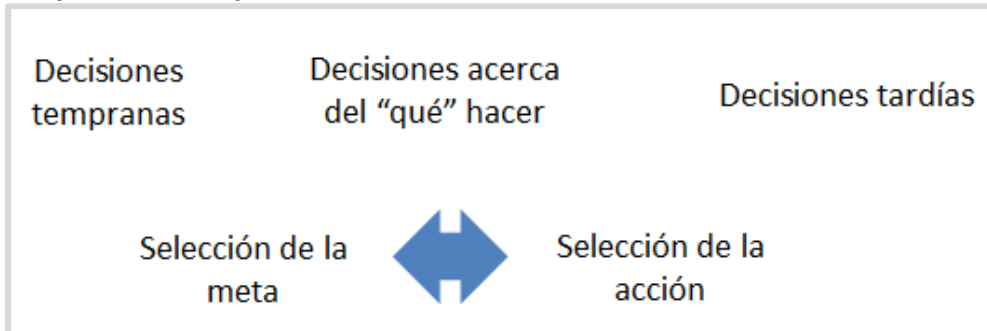 Decisiones
tempranas
Decisiones acerca
del “qué” hacer
Decisiones tardías
Selección de la
meta
Selección de la
acción